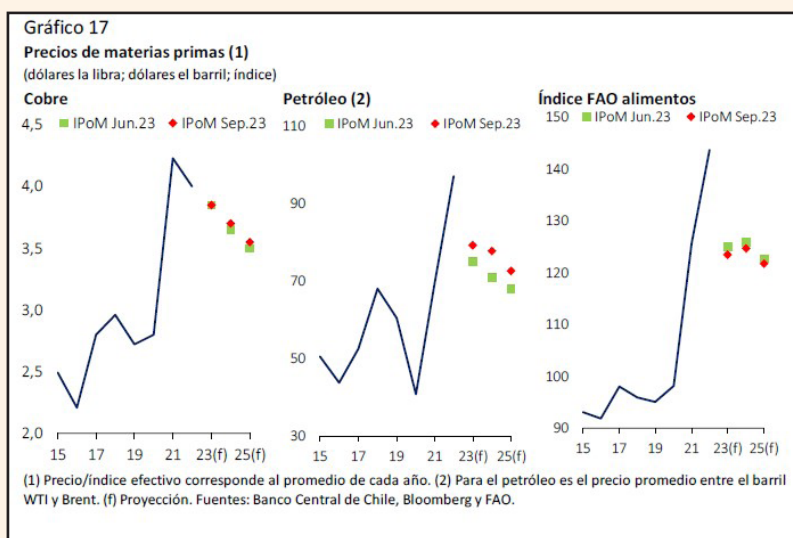 Gráfico 17
Precios de materias primas (1)
(dólares la libra; dólares el barril; índice)
Cobre
IPoM Jun.23 IPoM Sep.23
4,5
4,0
3,5
3,0
2,5
2,0
15 17 19 21 23(f) 25(f)
Petróleo (2)
IPoM Jun.23 IPoM Sep.23
110
90
70
50
30
15 17 19 21 23(f) 25(f)
Índice FAO alimentos
IPoM Jun.23 IPoM Sep.23
150
140
130
120
110
100
90
15 17 19 21 23(f) 25(f)
(1) Precio/índice efectivo corresponde al promedio de cada año. (2) Para el petróleo es el precio promedio entre el barril
WTI y Brent. (f) Proyección. Fuentes: Banco Central de Chile, Bloomberg y FAO.